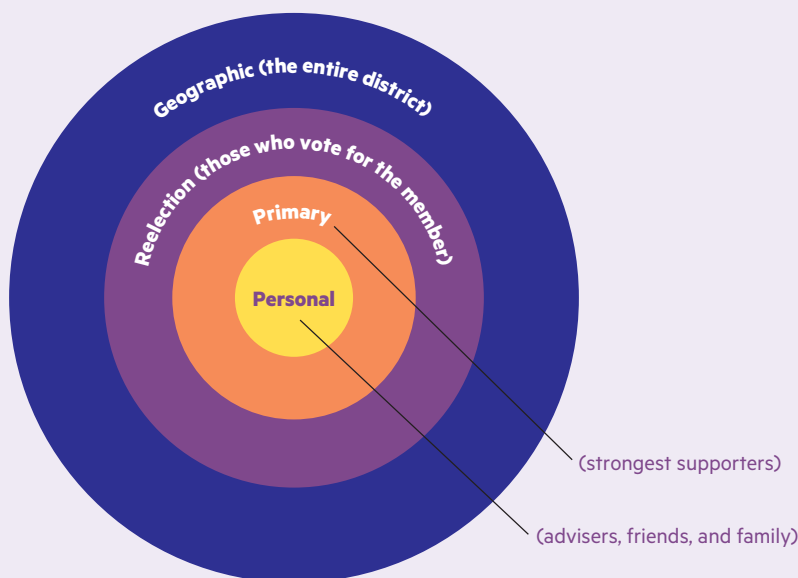 Geographic (the entire district)
Reelection (those who vote for the member)
Primary
Personal
(strongest supporters)
(advisers, friends, and family)